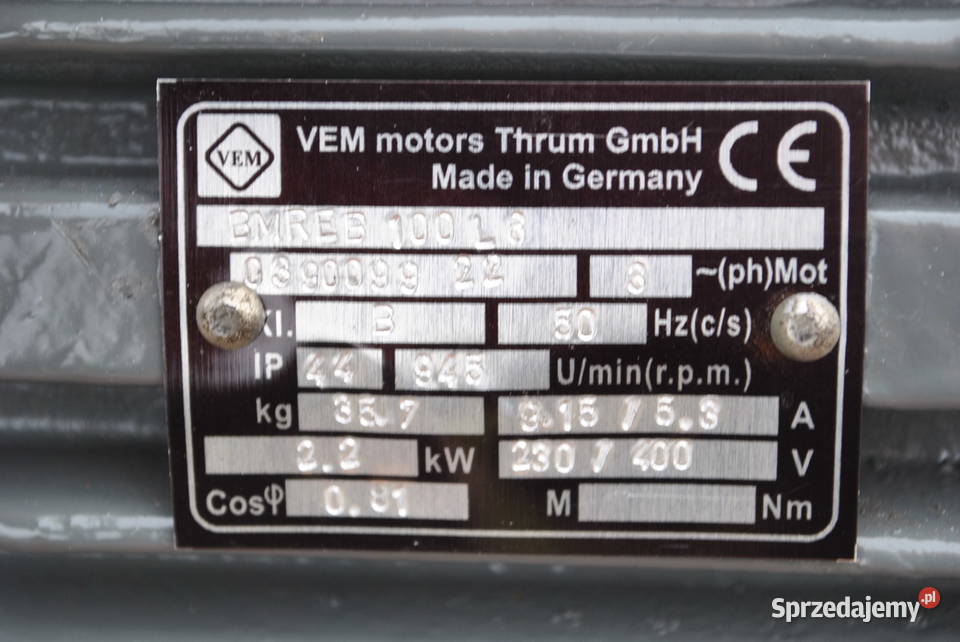 VEM
VEM motors Thrum GmbH CE
Made in Germany
BMREB 100 L 6
0390099 22 3 ~(ph)Mot
Kl. B 50 Hz(c/s)
IP 44 945 U/min(r.p.m.)
kg 35.7 9.15 / 5.3 A
2.2 kW 230 / 400 V
Cosφ 0.81 M Nm
Sprzedajemy.pl